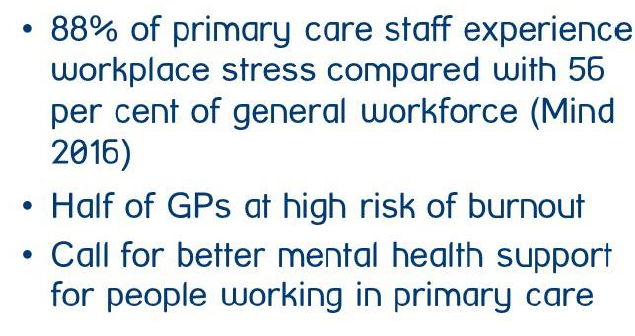 • 88% of primary care staff experience
workplace stress compared with 56
per cent of general workforce (Mind
2016)
• Half of GPs at high risk of burnout
• Call for better mental health support
for people working in primary care